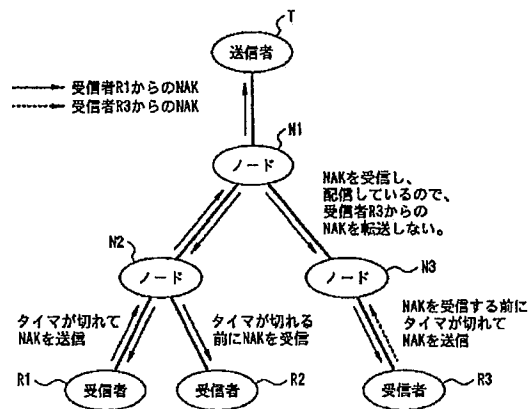 T
送信者
受信者R1からのNAK
受信者R3からのNAK
N1
ノード
NAKを受信し、
配信しているので、
受信者R3からの
NAKを転送しない。
N2
ノード
ノード
N3
タイマが切れて
NAKを送信
タイマが切れる
前にNAKを受信
NAKを受信する前に
タイマが切れて
NAKを送信
R1
受信者
受信者
R2
受信者
R3